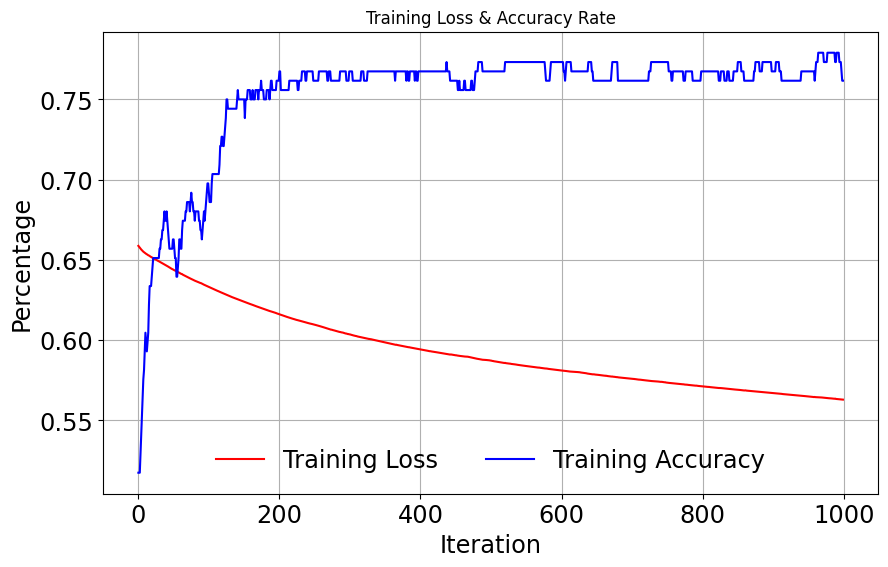 Training Loss & Accuracy Rate
Percentage
0.75
0.70
0.65
0.60
0.55
Training Loss
Training Accuracy
0
200
400
600
800
1000
Iteration